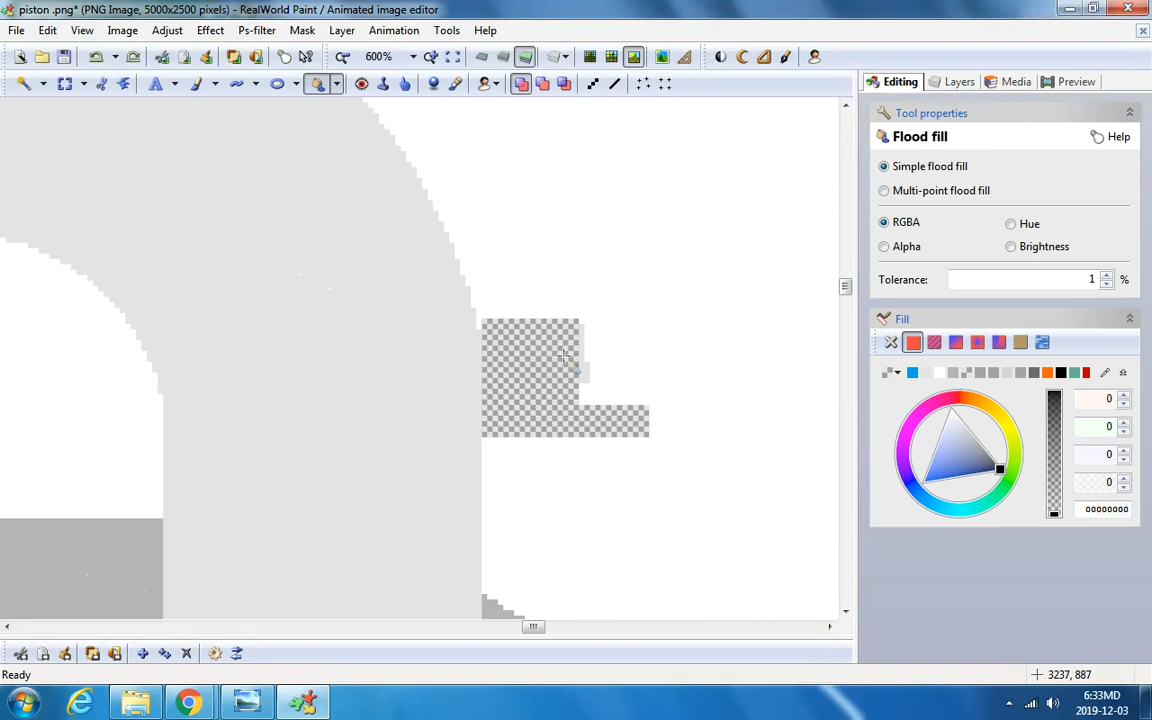 piston .png* (PNG Image, 5000x2500 pixels) - RealWorld Paint / Animated image editor
File Edit View Image Adjust Effect Ps-filter Mask Layer Animation Tools Help
600%
Editing Layers Media Preview
Tool properties
Flood fill Help
Simple flood fill
Multi-point flood fill
RGBA Hue
Alpha Brightness
Tolerance: 1 %
Fill
0
0
0
0
00000000
Ready 3237, 887
6:33MD
2019-12-03